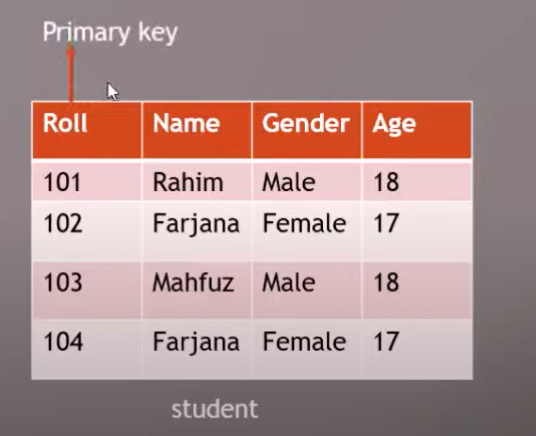 Primary key
Roll Name Gender Age
101 Rahim Male 18
102 Farjana Female 17
103 Mahfuz Male 18
104 Farjana Female 17
student